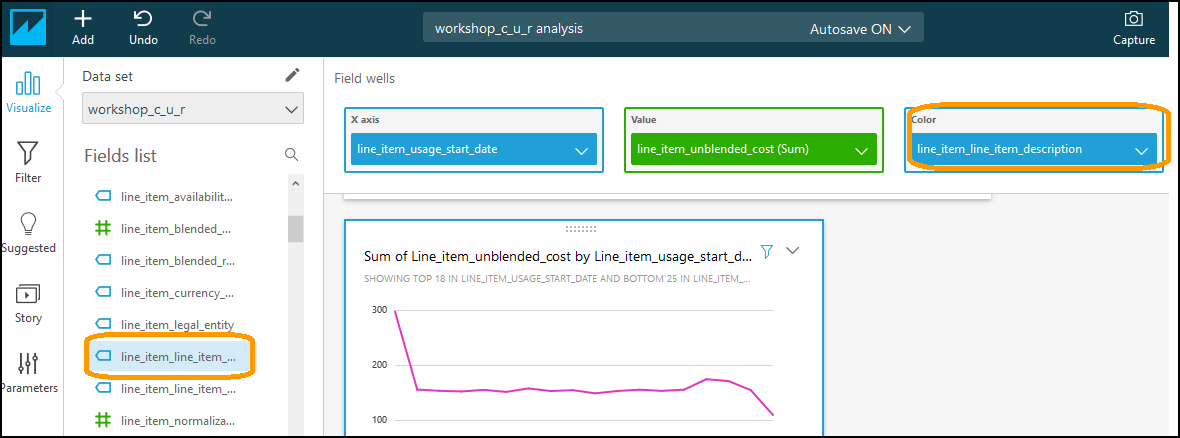 Add
Undo
Redo
workshop_c_u_r analysis
Autosave ON
Capture
Visualize
Filter
Suggested
Story
Parameters
Data set
workshop_c_u_r
Fields list
line_item_availabilit...
line_item_blended_...
line_item_blended_r...
line_item_currency_...
line_item_legal_entity
line_item_line_item_...
line_item_line_item_...
line_item_normaliza...
Field wells
X axis
line_item_usage_start_date
Value
line_item_unblended_cost (Sum)
Color
line_item_line_item_description
Sum of Line_item_unblended_cost by Line_item_usage_start_d...
SHOWING TOP 18 IN LINE_ITEM_USAGE_START_DATE AND BOTTOM 25 IN LINE_ITEM_...
300
200
100